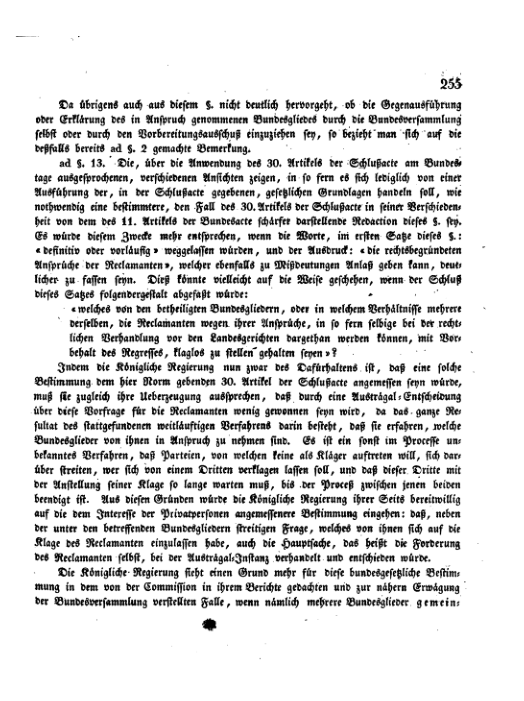 255
Da übrigens auch aus diesem §. nicht deutlich hervorgeht, ob die Gegenausführung
oder Erklärung des in Anspruch genommenen Bundesgliedes durch die Bundesversammlung
selbst oder durch den Vorbereitungsausschuß einzuziehen sey, so bezieht man sich auf die
deßfalls bereits ad §. 2 gemachte Bemerkung.
ad §. 13. Die, über die Anwendung des 30. Artikels der Schlußacte am Bundes-
tage ausgesprochenen, verschiedenen Ansichten zeigen, in so fern es sich lediglich von einer
Ausführung der, in der Schlußacte gegebenen, gesetzlichen Grundlagen handeln soll, wie
nothwendig eine bestimmtere, den Fall des 30. Artikels der Schlußacte in seiner Verschieden-
heit von dem des 11. Artikels der Bundesacte schärfer darstellende Redaction dieses §. sey.
Es würde diesem Zwecke mehr entsprechen, wenn die Worte, im ersten Satze dieses §.:
«definitiv oder vorläufig» weggelassen würden, und der Ausdruck: «die rechtsbegründeten
Ansprüche der Reclamanten», welcher ebenfalls zu Mißdeutungen Anlaß geben kann, deut-
licher zu fassen seyn. Dieß könnte vielleicht auf die Weise geschehen, wenn der Schluß
dieses Satzes folgendergestalt abgefaßt würde:
«welches von den betheiligten Bundesgliedern, oder in welchem Verhältnisse mehrere
derselben, die Reclamanten wegen ihrer Ansprüche, in so fern selbige bei der recht-
lichen Verhandlung vor den Landesgerichten dargethan werden können, mit Vor-
behalt des Regresses, klaglos zu stellen gehalten seyen»?
Indem die Königliche Regierung nun zwar des Dafürhaltens ist, daß eine solche
Bestimmung dem hier Norm gebenden 30. Artikel der Schlußacte angemessen seyn würde,
muß sie zugleich ihre Ueberzeugung aussprechen, daß durch eine Austrägal-Entscheidung
über diese Vorfrage für die Reclamanten wenig gewonnen seyn wird, da das ganze Re-
sultat des stattgefundenen weitläuftigen Verfahrens darin besteht, daß sie erfahren, welche
Bundesglieder von ihnen in Anspruch zu nehmen sind. Es ist ein sonst im Processe un-
bekanntes Verfahren, daß Parteien, von welchen keine als Kläger auftreten will, sich dar-
über streiten, wer sich von einem Dritten verklagen lassen soll, und daß dieser Dritte mit
der Anstellung seiner Klage so lange warten muß, bis der Proceß zwischen jenen beiden
beendigt ist. Aus diesen Gründen würde die Königliche Regierung ihrer Seits bereitwillig
auf die dem Interesse der Privatpersonen angemessenere Bestimmung eingehen: daß, neben
der unter den betreffenden Bundesgliedern streitigen Frage, welches von ihnen sich auf die
Klage des Reclamanten einzulassen habe, auch die Hauptsache, das heißt die Forderung
des Reclamanten selbst, bei der Austrägal-Instanz verhandelt und entschieden würde.
Die Königliche Regierung sieht einen Grund mehr für diese bundesgesetzliche Bestim-
mung in dem von der Commission in ihrem Berichte gedachten und zur nähern Erwägung
der Bundesversammlung verstellten Falle, wenn nämlich mehrere Bundesglieder gemein-